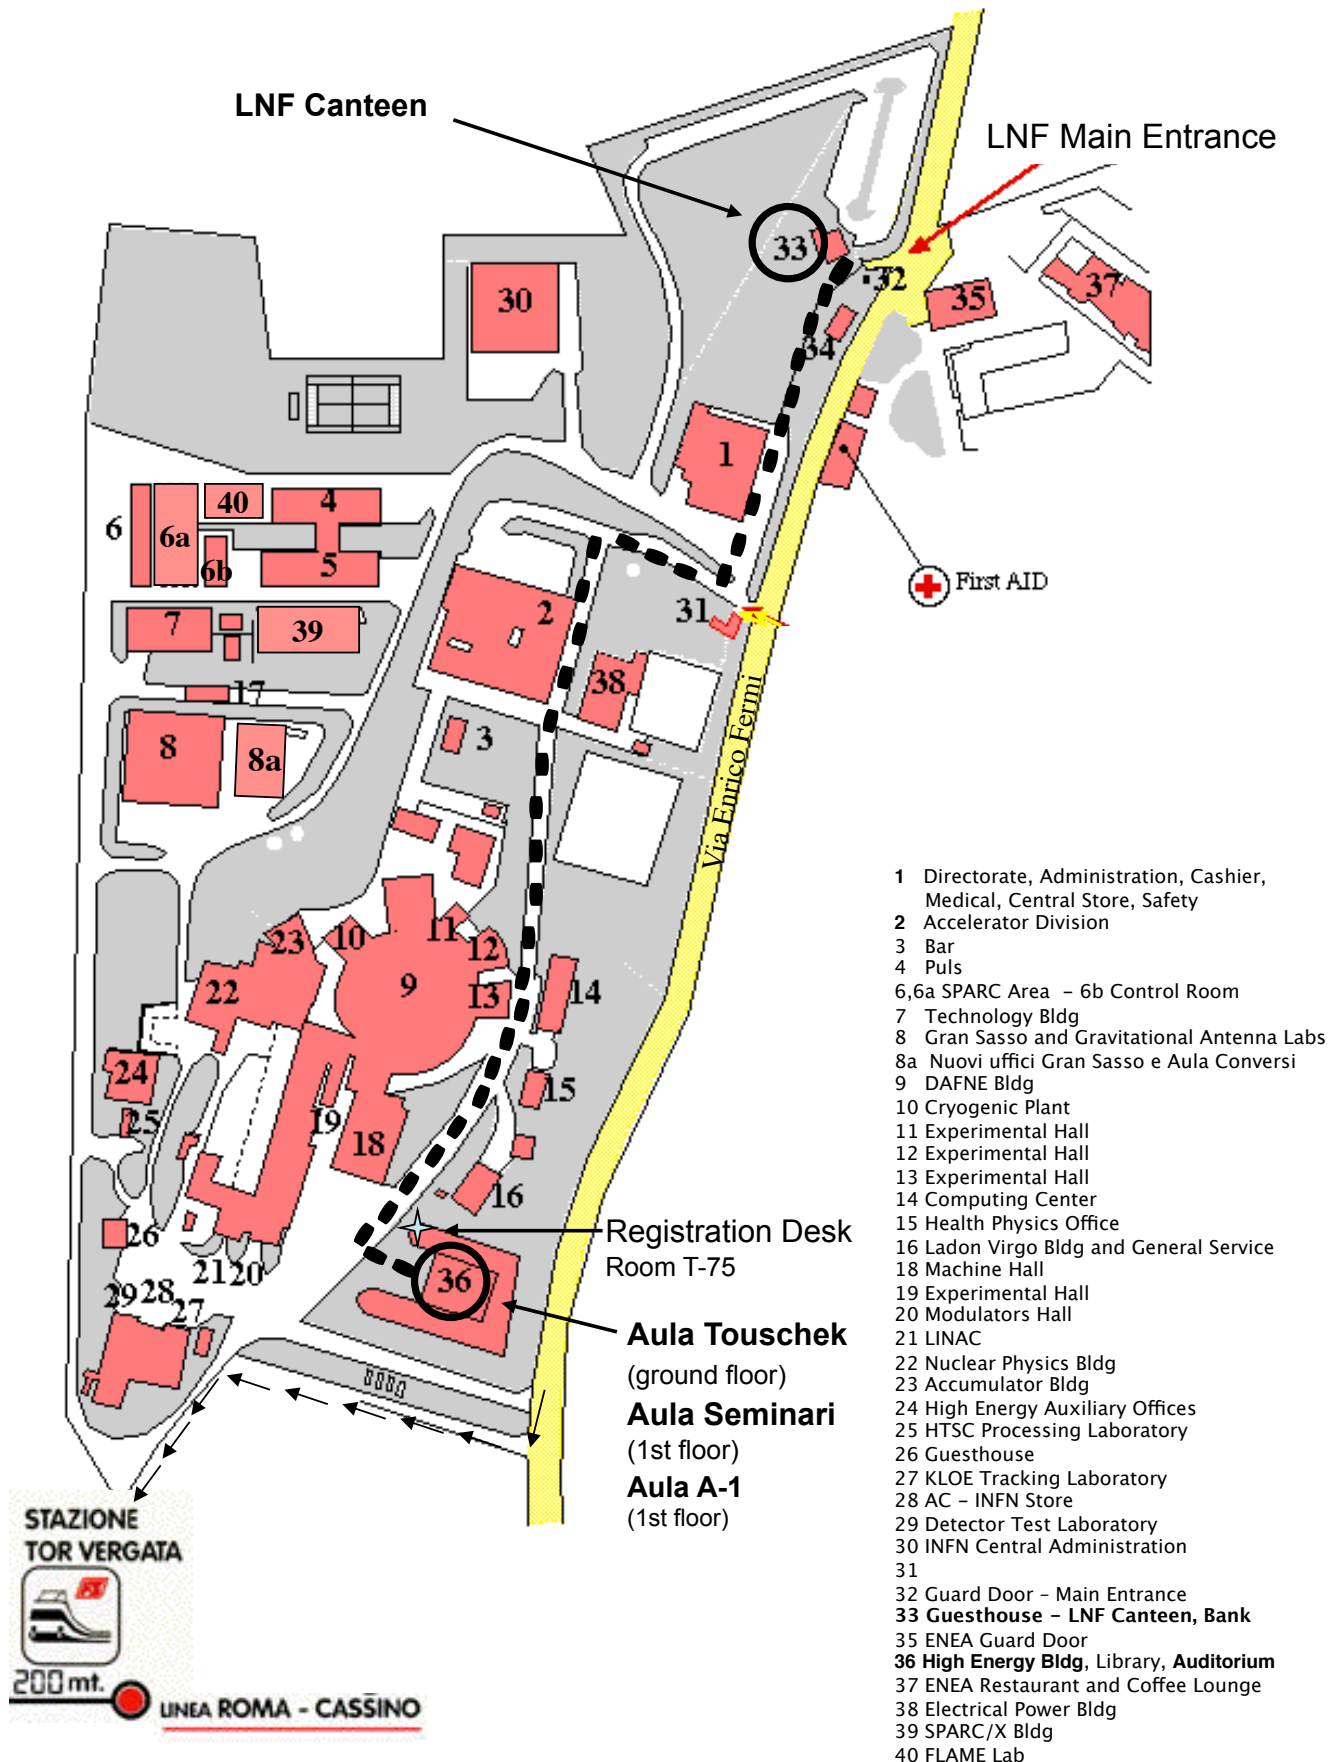 LNF Canteen
LNF Main Entrance
33
32
30
35
37
34
1
40
4
6
6a
6b
5
First AID
2
31
7
39
38
17
3
8
8a
Via Enrico Fermi
1 Directorate, Administration, Cashier,
Medical, Central Store, Safety
2 Accelerator Division
3 Bar
4 Puls
6,6a SPARC Area – 6b Control Room
7 Technology Bldg
8 Gran Sasso and Gravitational Antenna Labs
8a Nuovi uffici Gran Sasso e Aula Conversi
9 DAFNE Bldg
10 Cryogenic Plant
11 Experimental Hall
12 Experimental Hall
13 Experimental Hall
14 Computing Center
15 Health Physics Office
16 Ladon Virgo Bldg and General Service
18 Machine Hall
19 Experimental Hall
20 Modulators Hall
21 LINAC
22 Nuclear Physics Bldg
23 Accumulator Bldg
24 High Energy Auxiliary Offices
25 HTSC Processing Laboratory
26 Guesthouse
27 KLOE Tracking Laboratory
28 AC – INFN Store
29 Detector Test Laboratory
30 INFN Central Administration
31
32 Guard Door – Main Entrance
33 Guesthouse – LNF Canteen, Bank
35 ENEA Guard Door
36 High Energy Bldg, Library, Auditorium
37 ENEA Restaurant and Coffee Lounge
38 Electrical Power Bldg
39 SPARC/X Bldg
40 FLAME Lab
23
10
11
12
22
9
13
14
24
15
25
19
18
16
26
Registration Desk
Room T-75
21
20
36
29
28
27
Aula Touschek
(ground floor)
Aula Seminari
(1st floor)
Aula A-1
(1st floor)
STAZIONE
TOR VERGATA
200 mt.
LINEA ROMA - CASSINO